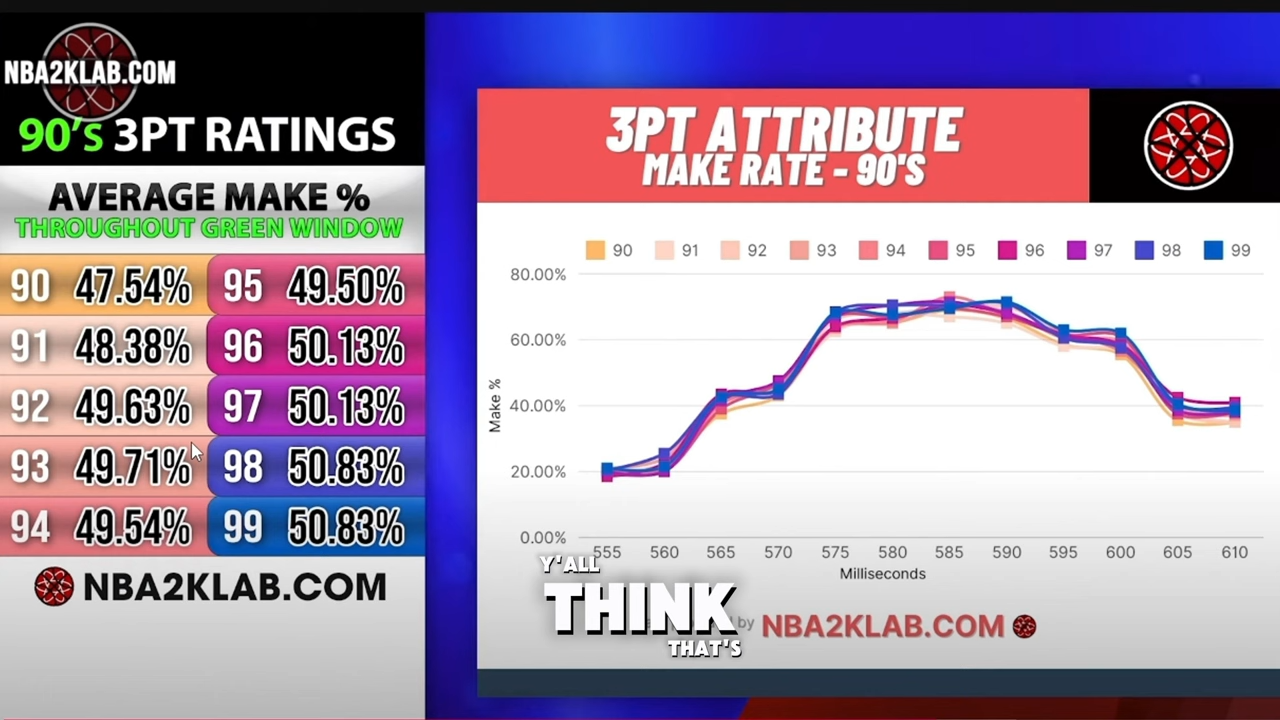 NBA2KLAB.COM
90's 3PT RATINGS
AVERAGE MAKE %
THROUGHOUT GREEN WINDOW
90 47.54% 95 49.50%
91 48.38% 96 50.13%
92 49.63% 97 50.13%
93 49.71% 98 50.83%
94 49.54% 99 50.83%
NBA2KLAB.COM
3PT ATTRIBUTE
MAKE RATE - 90'S
90 91 92 93 94 95 96 97 98 99
80.00%
60.00%
40.00%
20.00%
0.00%
Make %
555 560 565 570 575 580 585 590 595 600 605 610
Milliseconds
Y'ALL
THINK
THAT'S
by NBA2KLAB.COM